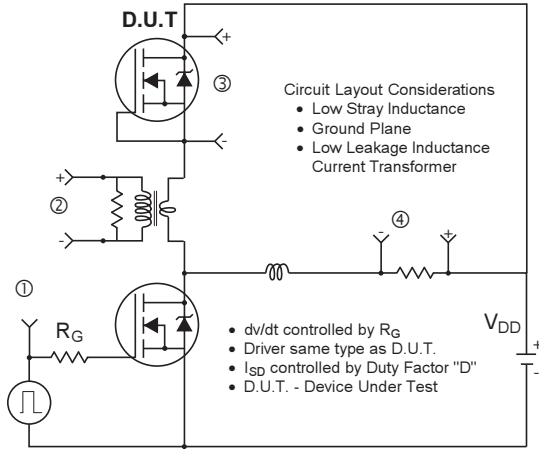 D.U.T
+
③
-
Circuit Layout Considerations
• Low Stray Inductance
• Ground Plane
• Low Leakage Inductance
Current Transformer
+
②
-
④
-
+
①
RG
• dv/dt controlled by RG
• Driver same type as D.U.T.
• ISD controlled by Duty Factor "D"
• D.U.T. - Device Under Test
VDD
+
-